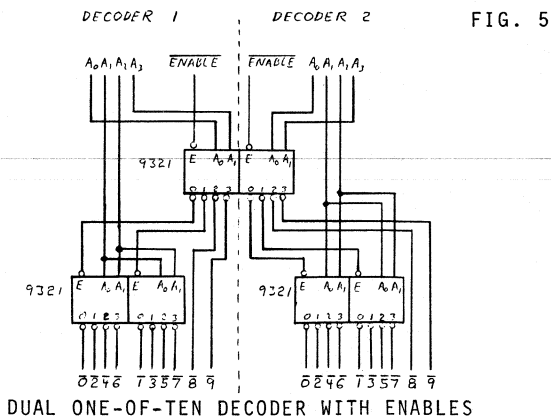 DECODER 1 DECODER 2 FIG. 5
A₀ A₁ A₂ A₃ E̅N̅A̅B̅L̅E̅ E̅N̅A̅B̅L̅E̅ A₀ A₁ A₂ A₃
9321 E A₀ A₁ E A₀ A₁
0 1 2 3 0 1 2 3
9321 E A₀ A₁ E A₀ A₁ 9321 E A₀ A₁ E A₀ A₁
0 1 2 3 0 1 2 3 0 1 2 3 0 1 2 3
0̅ 2̅ 4̅ 6̅ 1̅ 3̅ 5̅ 7̅ 8̅ 9̅ 0̅ 2̅ 4̅ 6̅ 1̅ 3̅ 5̅ 7̅ 8̅ 9̅
DUAL ONE-OF-TEN DECODER WITH ENABLES